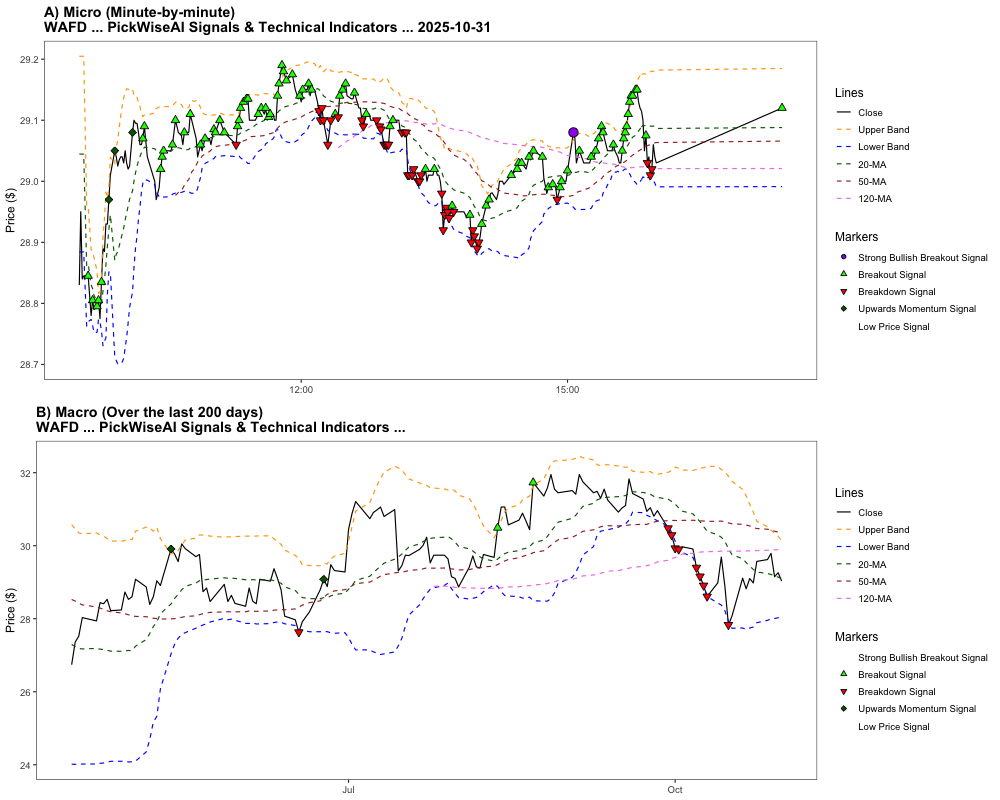 A) Micro (Minute-by-minute)
WAFD ... PickWiseAI Signals & Technical Indicators ... 2025-10-31
Price ($)
29.2
29.1
29.0
28.9
28.8
28.7
12:00
15:00
Lines
Close
Upper Band
Lower Band
20-MA
50-MA
120-MA
Markers
Strong Bullish Breakout Signal
Breakout Signal
Breakdown Signal
Upwards Momentum Signal
Low Price Signal
B) Macro (Over the last 200 days)
WAFD ... PickWiseAI Signals & Technical Indicators ...
Price ($)
32
30
28
26
24
Jul
Oct
Lines
Close
Upper Band
Lower Band
20-MA
50-MA
120-MA
Markers
Strong Bullish Breakout Signal
Breakout Signal
Breakdown Signal
Upwards Momentum Signal
Low Price Signal